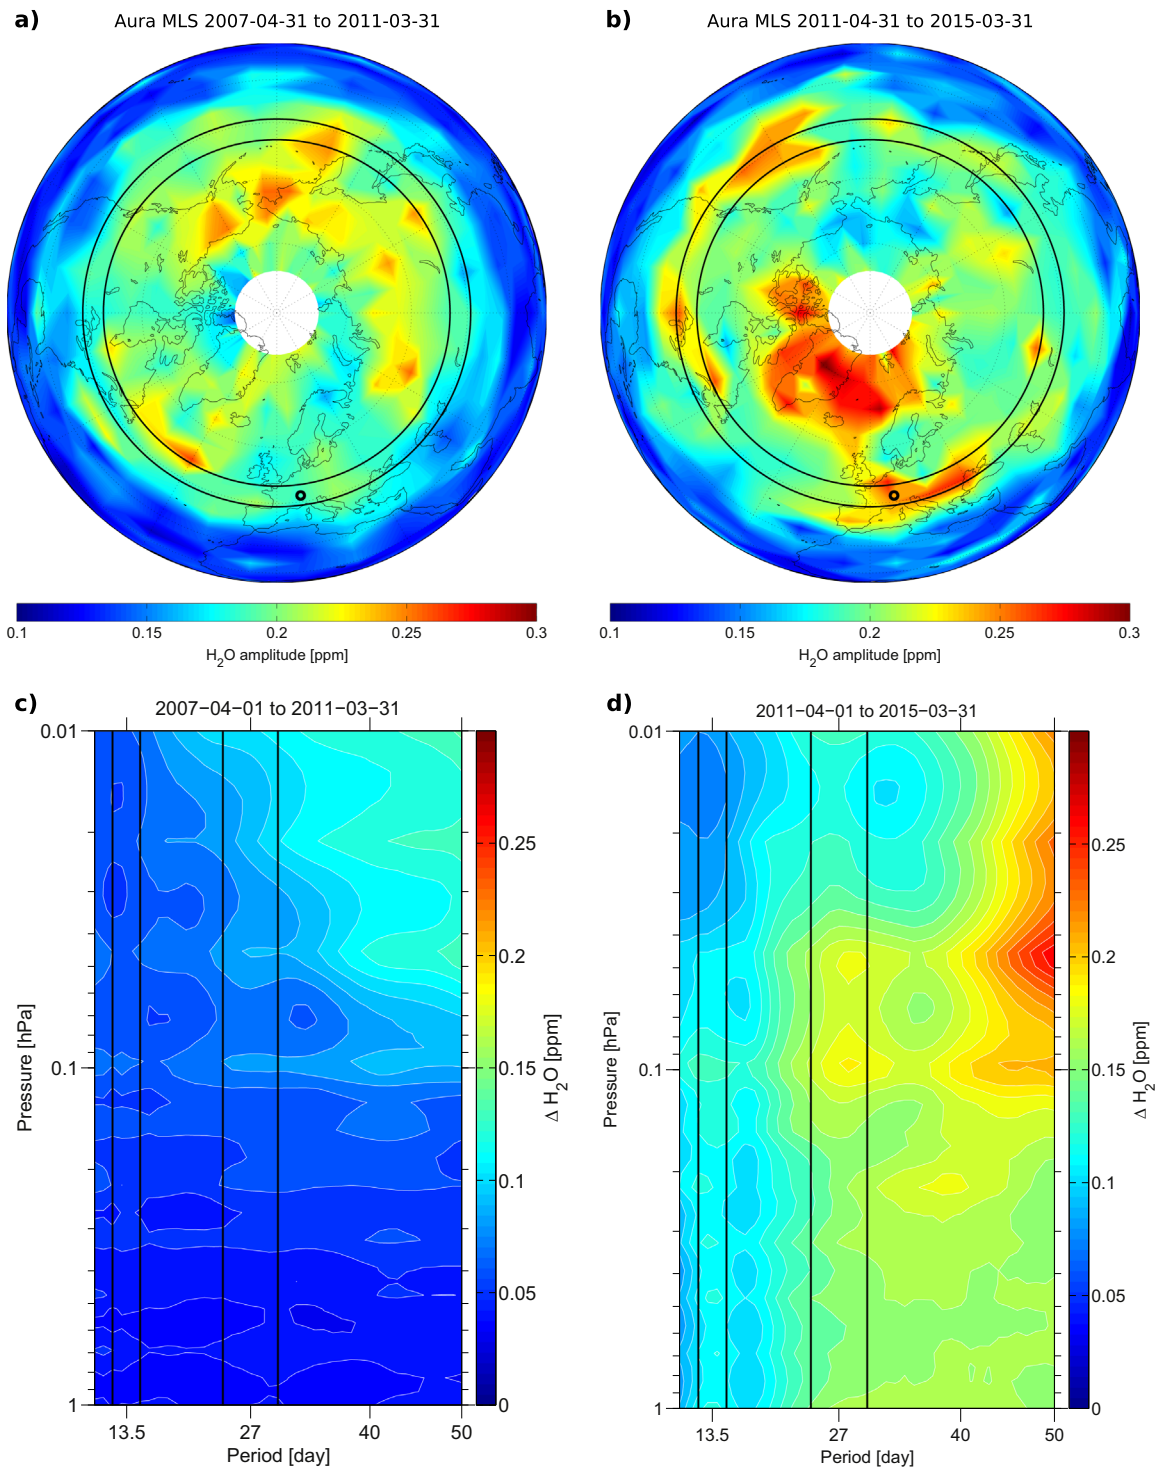 a) Aura MLS 2007-04-31 to 2011-03-31
b) Aura MLS 2011-04-31 to 2015-03-31
0.1 0.15 0.2 0.25 0.3
H2O amplitude [ppm]
0.1 0.15 0.2 0.25 0.3
H2O amplitude [ppm]
c) 2007−04−01 to 2011−03−31
0.01
0.1
1
Pressure [hPa]
13.5 27 40 50
Period [day]
0.25
0.2
0.15
0.1
0.05
0
Δ H2O [ppm]
d) 2011−04−01 to 2015−03−31
0.01
0.1
1
Pressure [hPa]
13.5 27 40 50
Period [day]
0.25
0.2
0.15
0.1
0.05
0
Δ H2O [ppm]